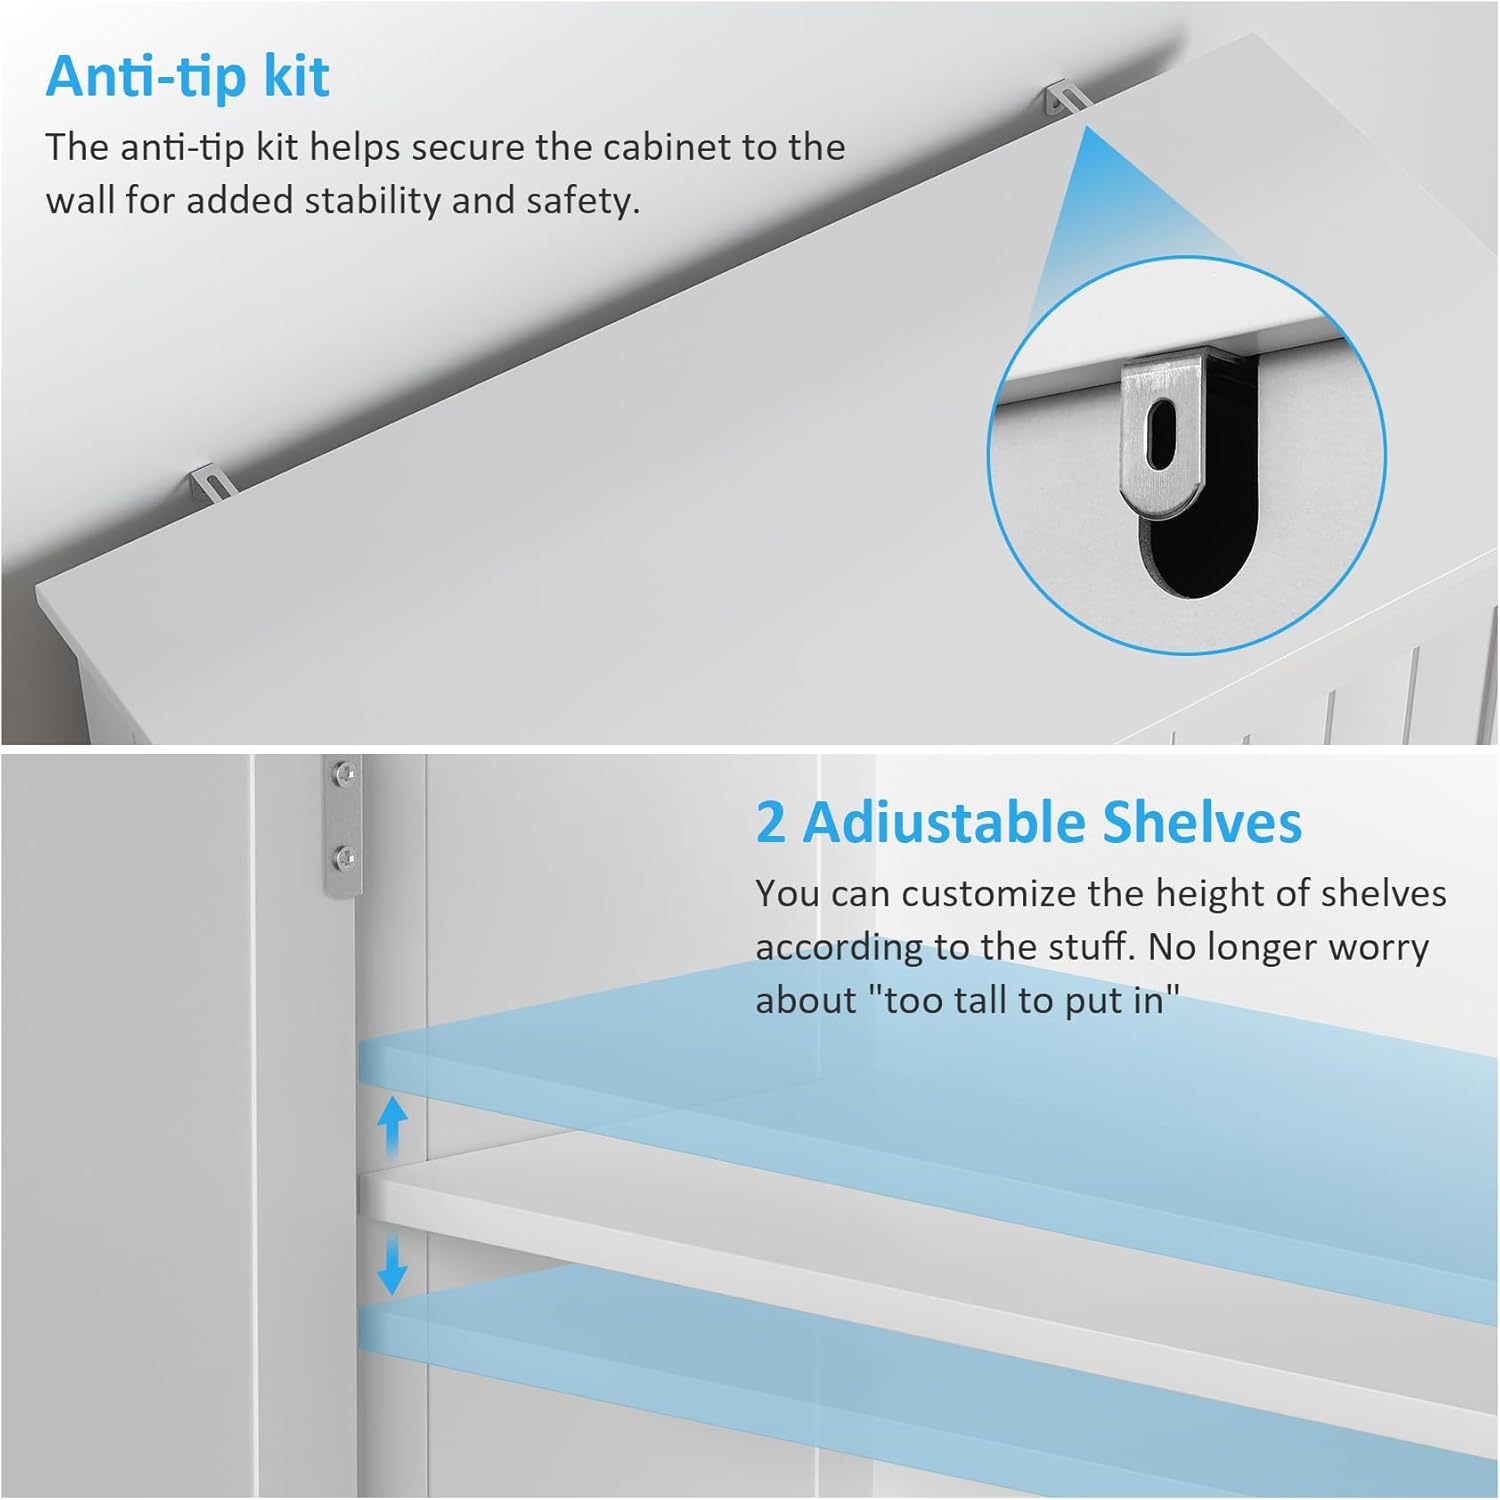 Anti-tip kit
The anti-tip kit helps secure the cabinet to the
wall for added stability and safety.
2 Adiustable Shelves
You can customize the height of shelves
according to the stuff. No longer worry
about "too tall to put in"